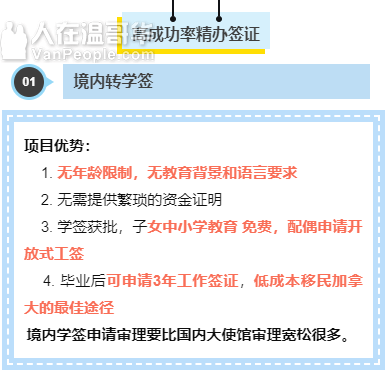 人在温哥华
VanPeople.com
高成功率精办签证
01
境内转学签
项目优势：
1. 无年龄限制，无教育背景和语言要求
2. 无需提供繁琐的资金证明
3. 学签获批，子女中小学教育 免费，配偶申请开
放式工签
4. 毕业后可申请3年工作签证，低成本移民加拿
大的最佳途径
境内学签申请审理要比国内大使馆审理宽松很多。